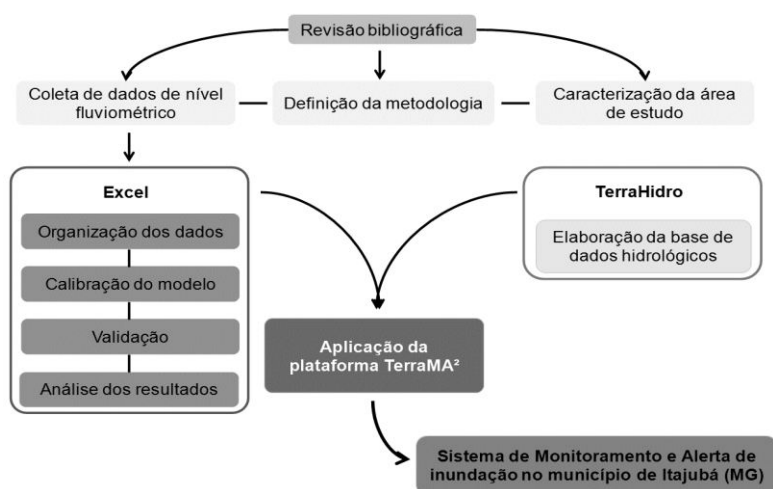 Revisão bibliográfica
Coleta de dados de nível
fluviométrico
Definição da metodologia
Caracterização da área
de estudo
Excel
Organização dos dados
Calibração do modelo
Validação
Análise dos resultados
TerraHidro
Elaboração da base de
dados hidrológicos
Aplicação da
plataforma TerraMA²
Sistema de Monitoramento e Alerta de
inundação no município de Itajubá (MG)